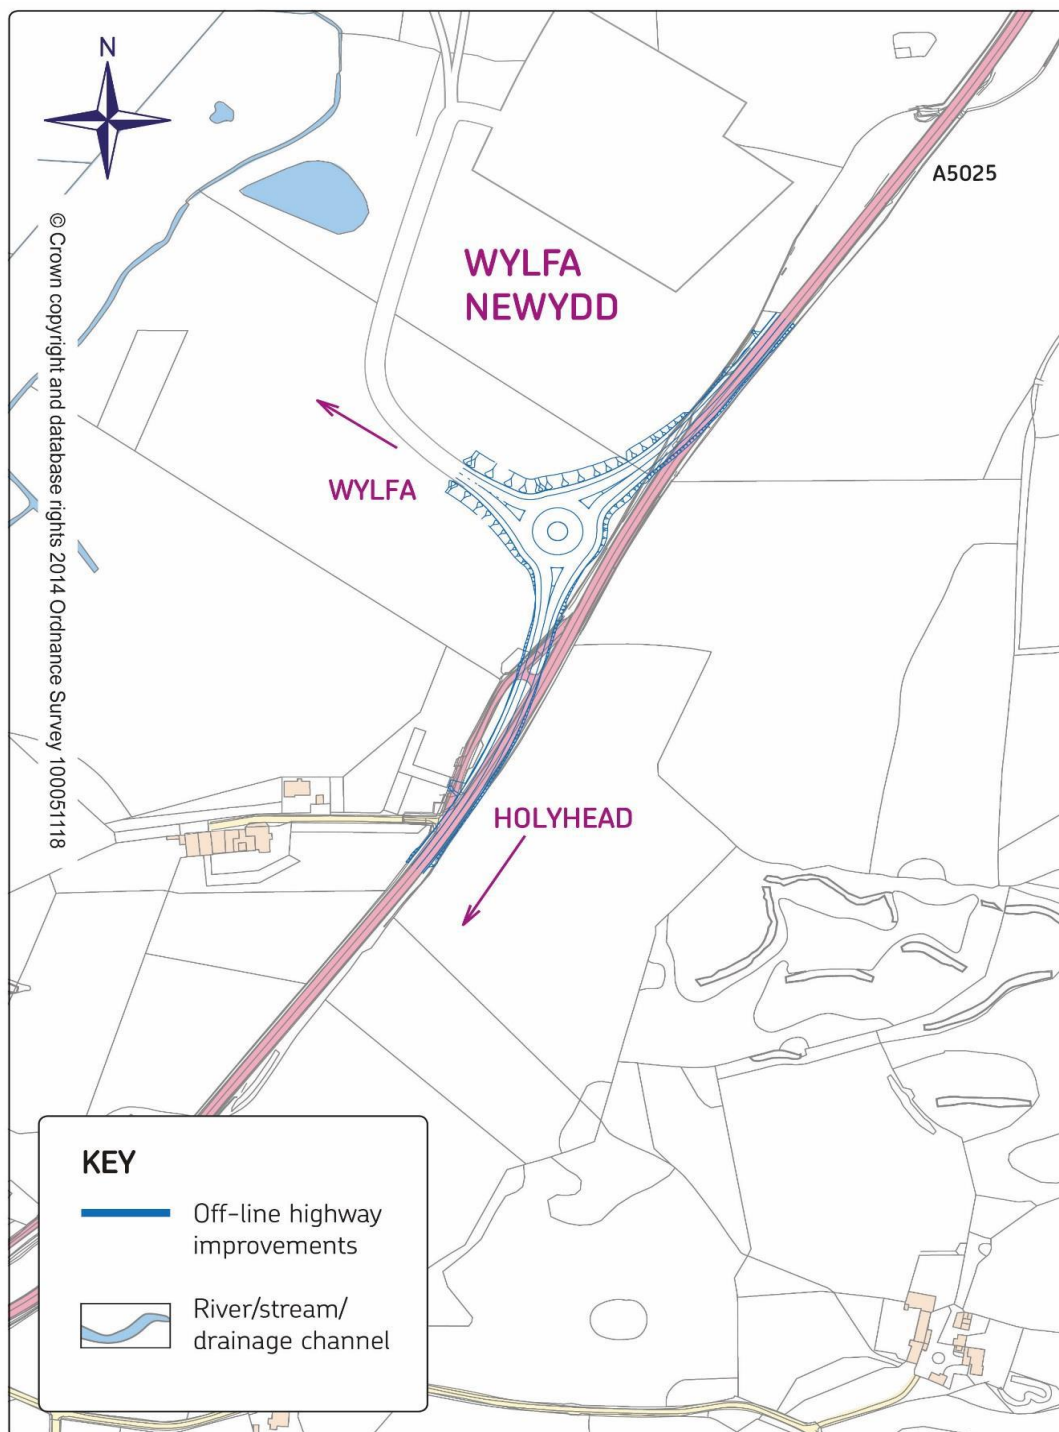 N
A5025
WYLFA
NEWYDD
WYLFA
© Crown copyright and database rights 2014 Ordnance Survey 100051118
HOLYHEAD
KEY
Off-line highway
improvements
River/stream/
drainage channel